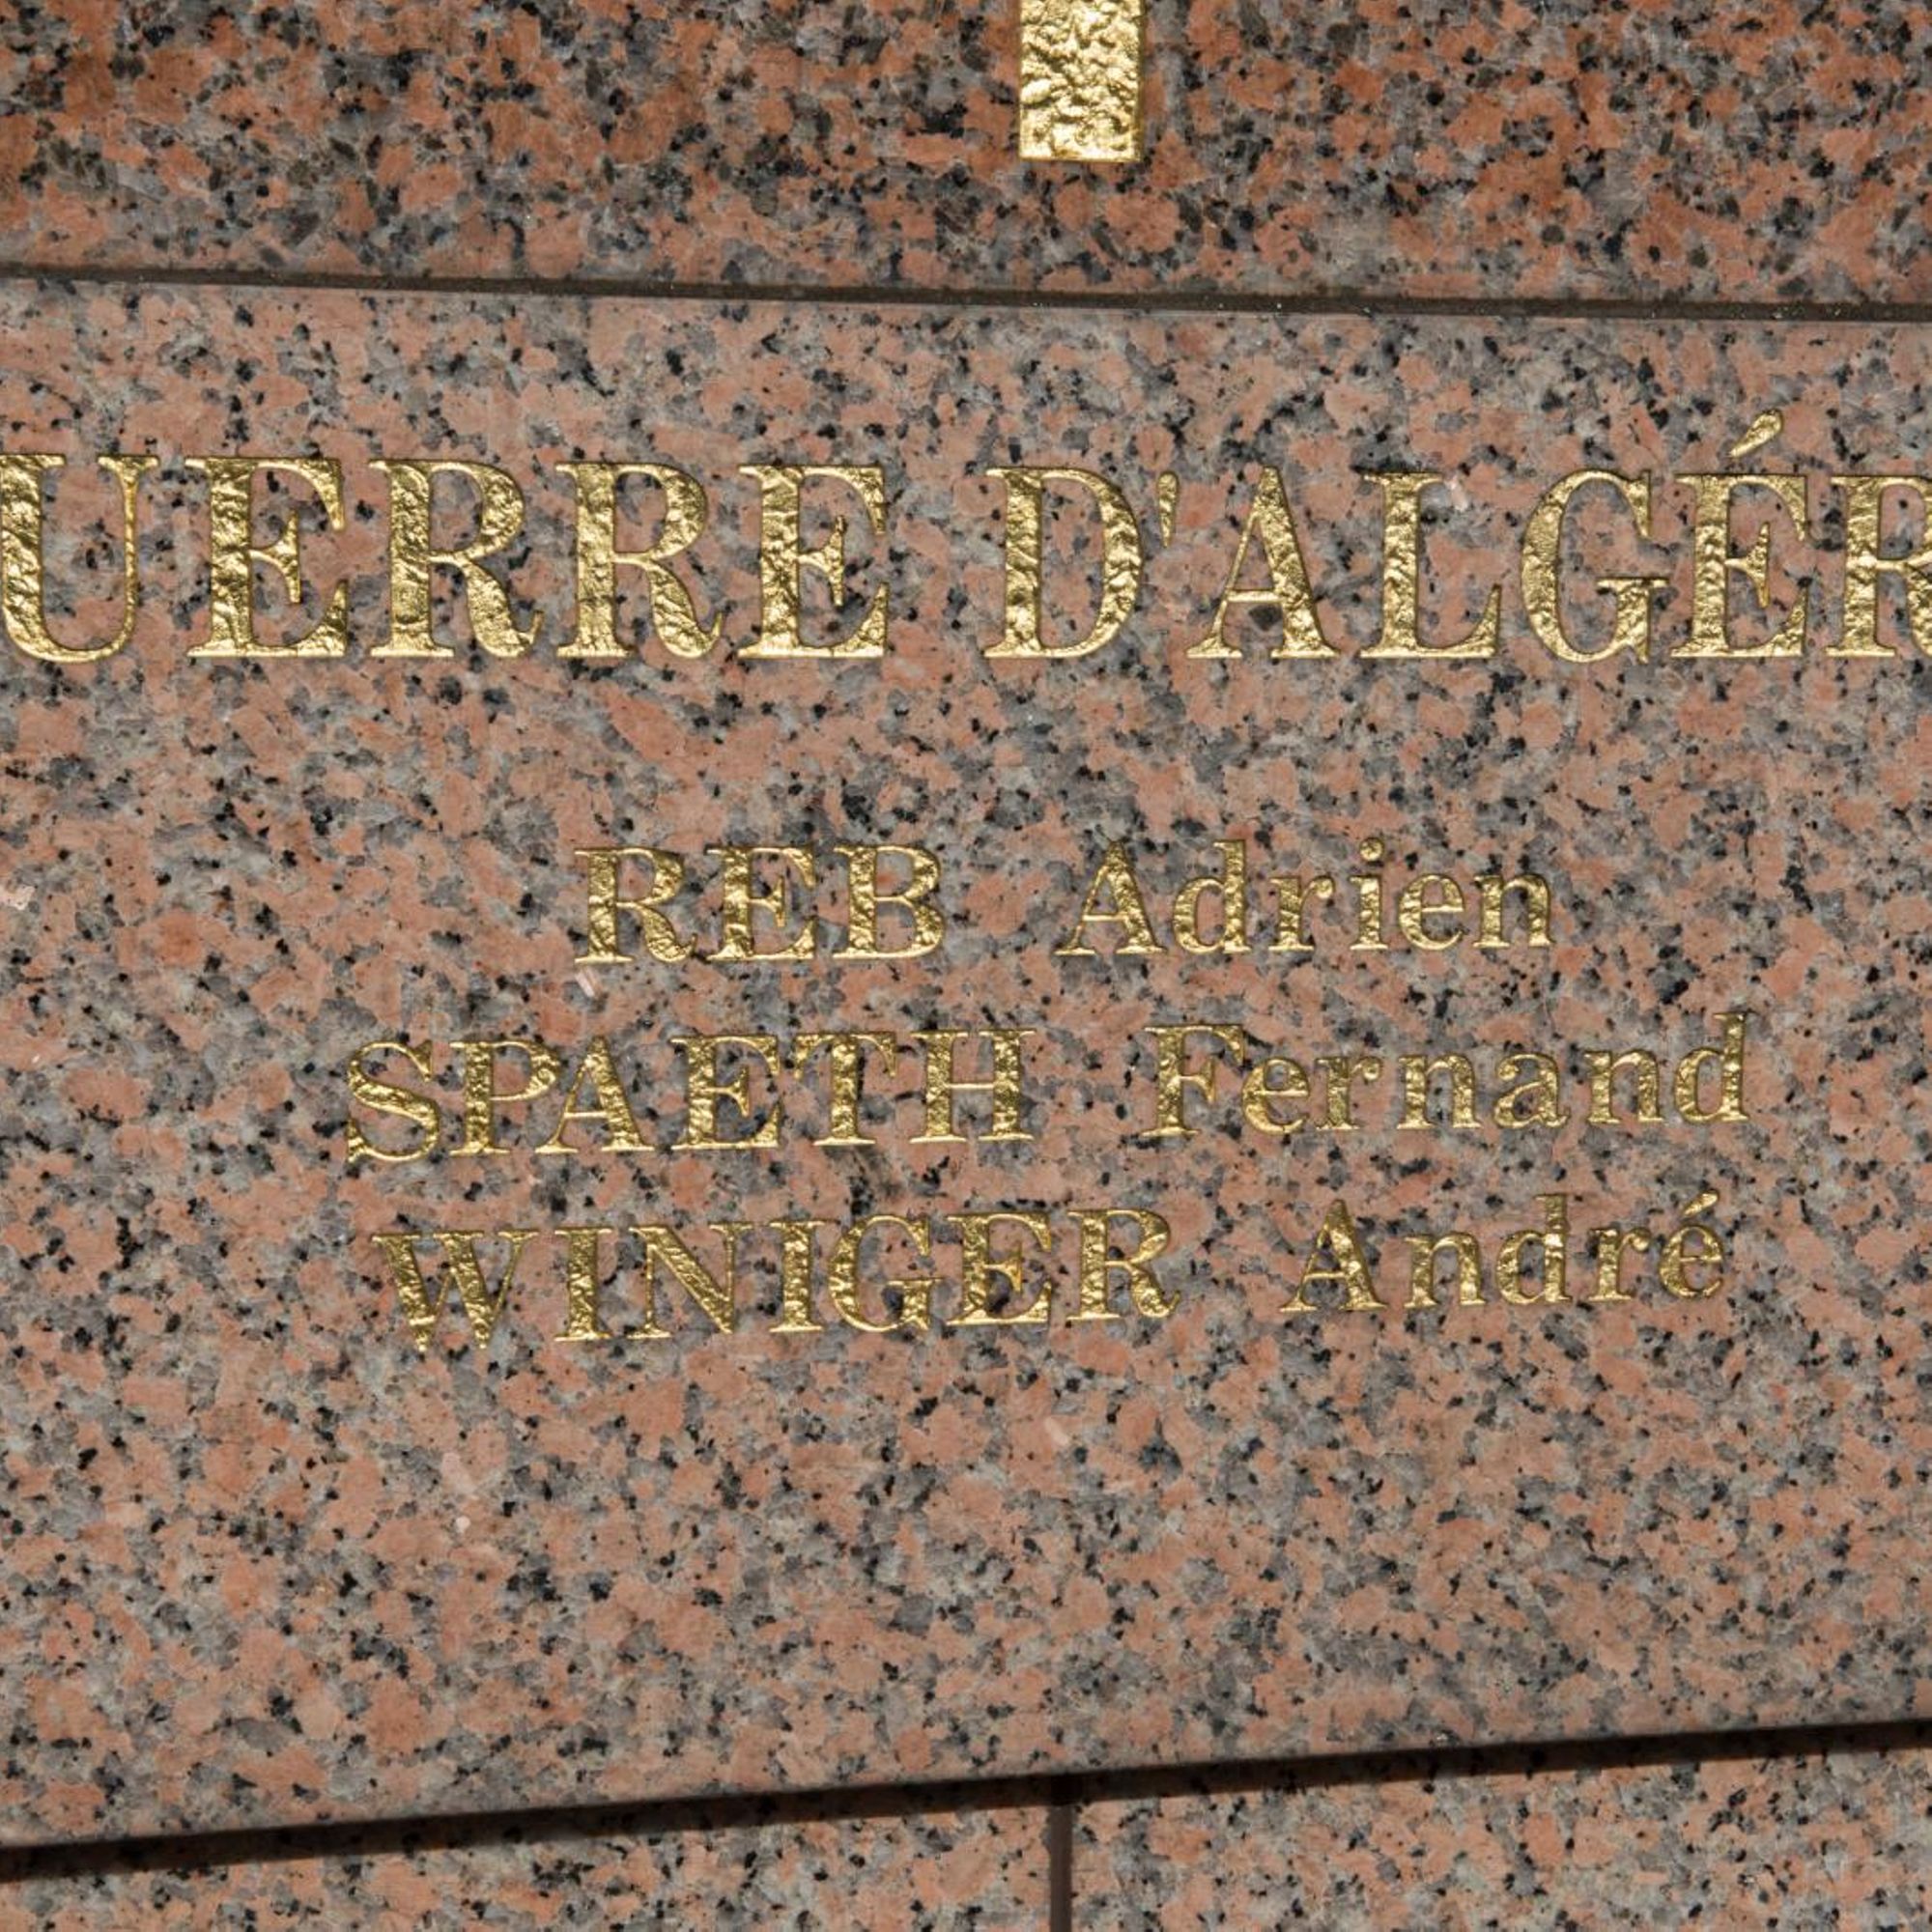 UERRE D'ALGÉR
REB Adrien
SPAETH Fernand
WINIGER André